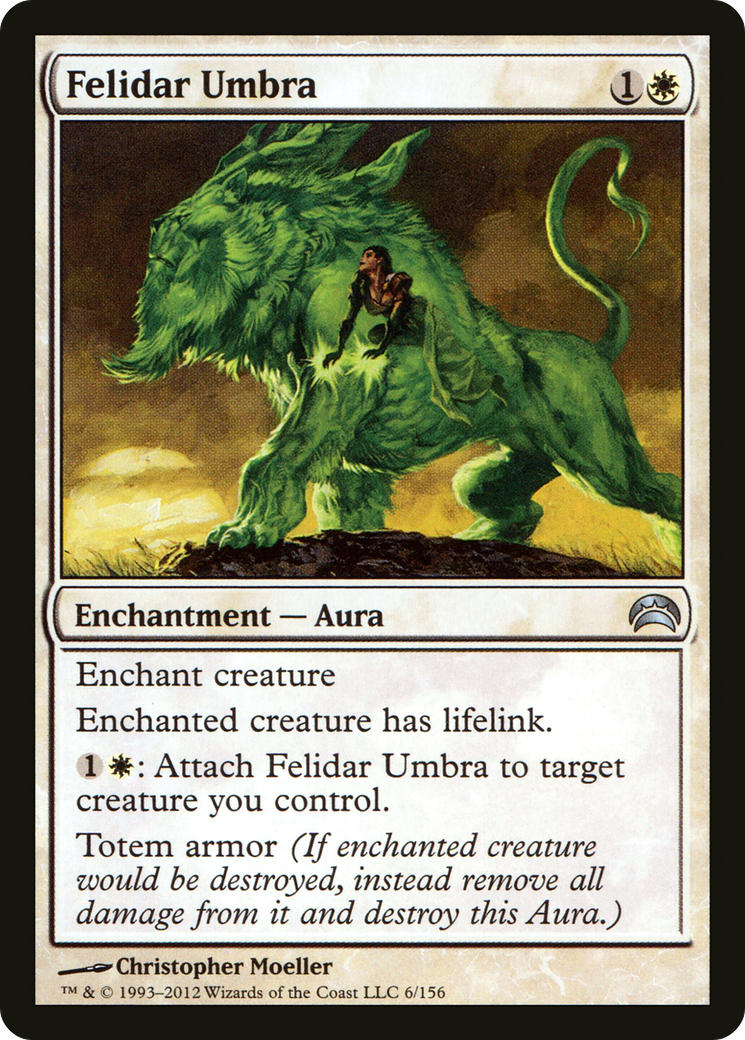 Felidar Umbra 1
Enchantment — Aura
Enchant creature
Enchanted creature has lifelink.
1 : Attach Felidar Umbra to target
creature you control.
Totem armor (If enchanted creature
would be destroyed, instead remove all
damage from it and destroy this Aura.)
Christopher Moeller
™ & © 1993–2012 Wizards of the Coast LLC 6/156